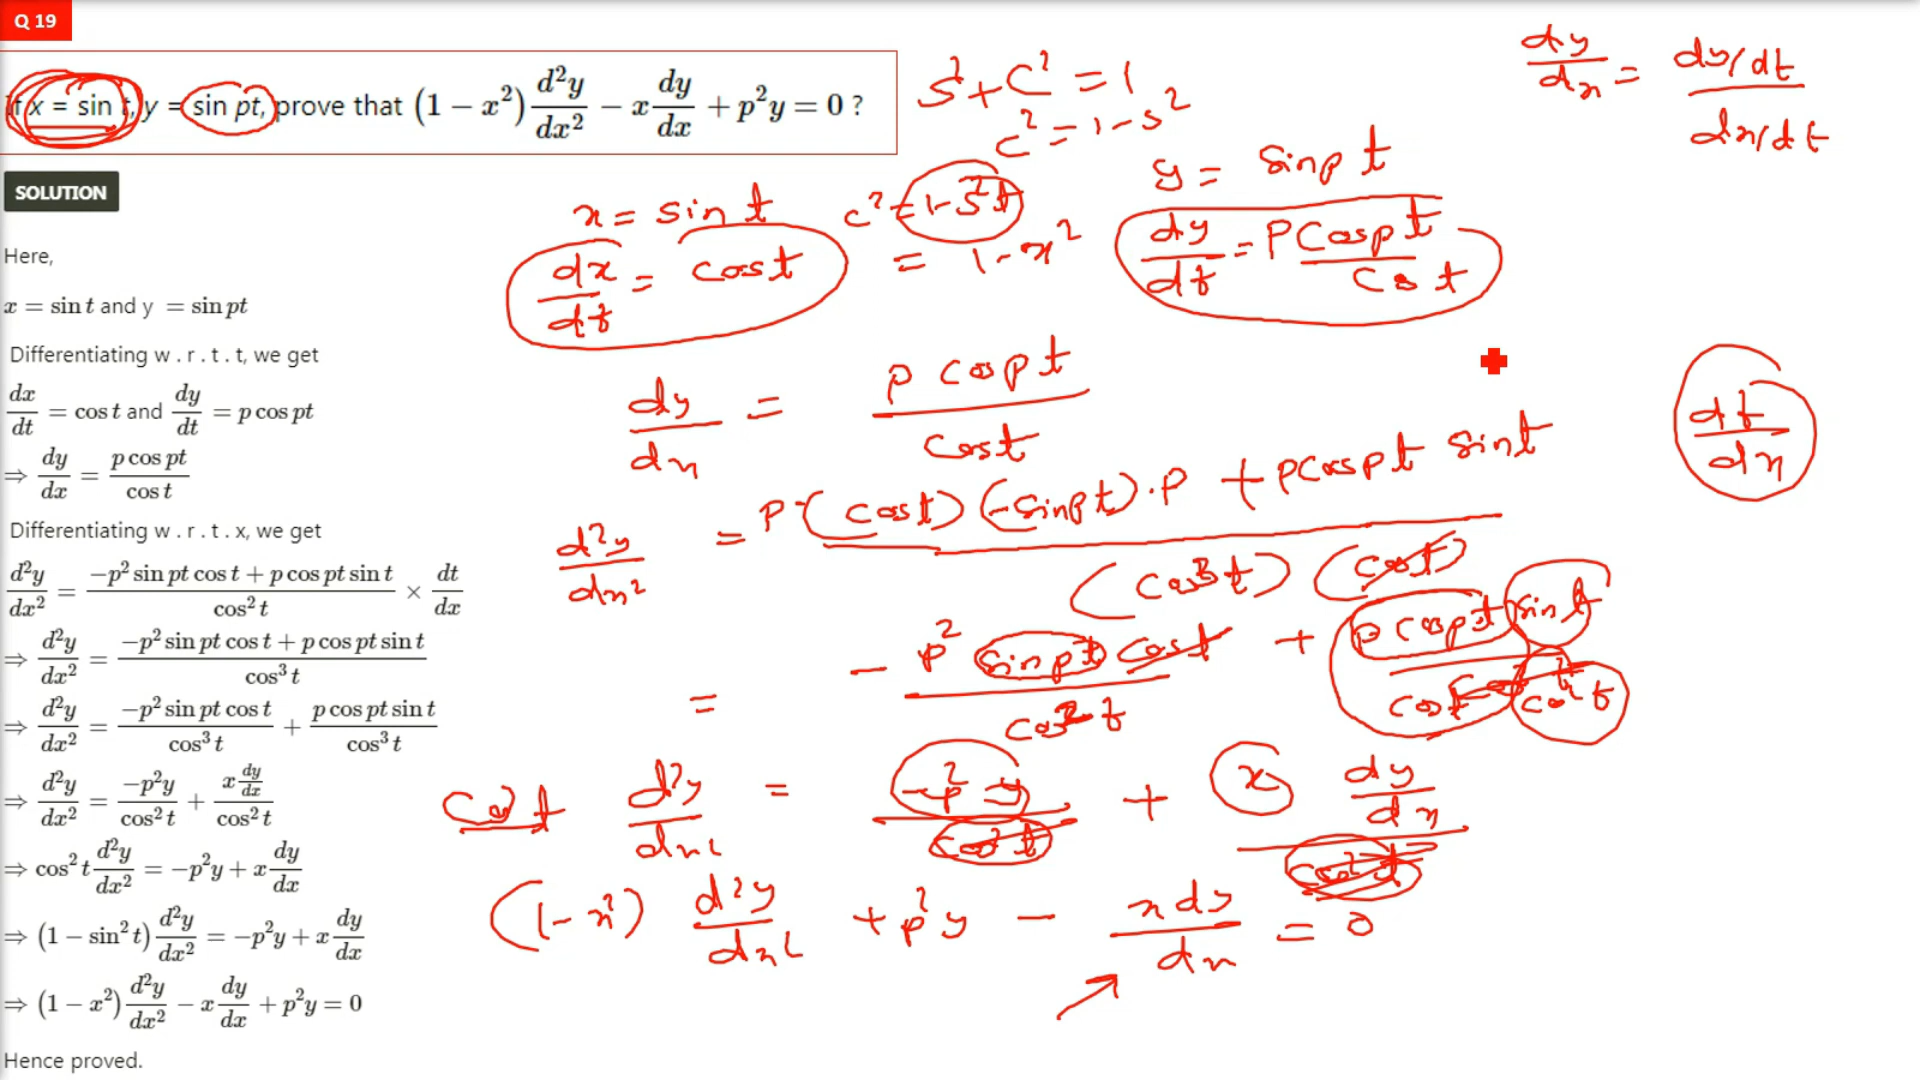 Q 19
If x = sin t, y = sin pt, prove that (1 − x²) d²y/dx² − x dy/dx + p²y = 0 ?
SOLUTION
Here,
x = sin t and y = sin pt
Differentiating w . r . t . t, we get
dx/dt = cos t and dy/dt = p cos pt
⇒ dy/dx = p cos pt / cos t
Differentiating w . r . t . x, we get
d²y/dx² = (−p² sin pt cos t + p cos pt sin t) / cos² t × dt/dx
⇒ d²y/dx² = (−p² sin pt cos t + p cos pt sin t) / cos³ t
⇒ d²y/dx² = −p² sin pt cos t / cos³ t + p cos pt sin t / cos³ t
⇒ d²y/dx² = −p²y / cos² t + x dy/dx / cos² t
⇒ cos² t d²y/dx² = −p²y + x dy/dx
⇒ (1 − sin² t) d²y/dx² = −p²y + x dy/dx
⇒ (1 − x²) d²y/dx² − x dy/dx + p²y = 0
Hence proved.
S² + C² = 1
C² = 1 − S²
dy/dx = dy/dt / dx/dt
x = sin t
C² = 1 − S² t
= 1 − x²
y = sin p t
dx/dt = cos t
dy/dt = P Cos p t
Cos t
dy/dx = p cos p t / cos t
dt/dx
d²y/dx² = P (cos t) (−sin p t) · P + p cos p t sin t / (cos³ t) (cos t)
= − p² sin p t cos t / cos² t + p cos p t sin t / cos t cos² t
Cos² t d²y/dx² = −p² y / cos² t + x dy/dx / cos² t
(1 − x²) d²y/dx² + p² y − x dy/dx = 0